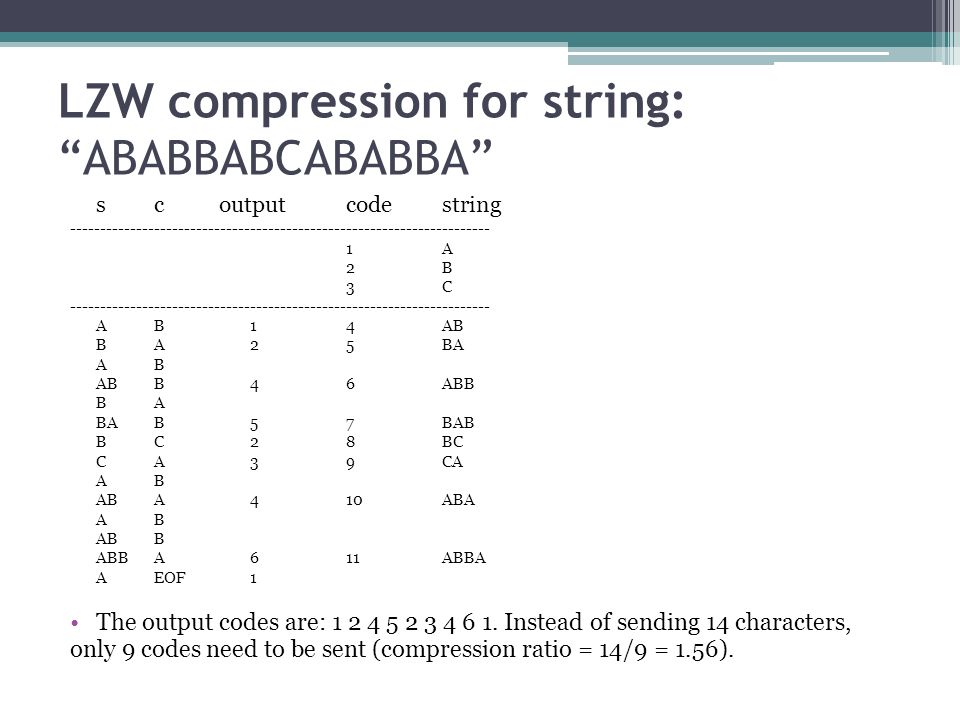 LZW compression for string:
“ABABBABCABABBA”
s c output code string
----------------------------------------------------------------------
1 A
2 B
3 C
----------------------------------------------------------------------
A B 1 4 AB
B A 2 5 BA
A B
AB B 4 6 ABB
B A
BA B 5 7 BAB
B C 2 8 BC
C A 3 9 CA
A B
AB A 4 10 ABA
A B
AB B
ABB A 6 11 ABBA
A EOF 1
• The output codes are: 1 2 4 5 2 3 4 6 1. Instead of sending 14 characters,
only 9 codes need to be sent (compression ratio = 14/9 = 1.56).